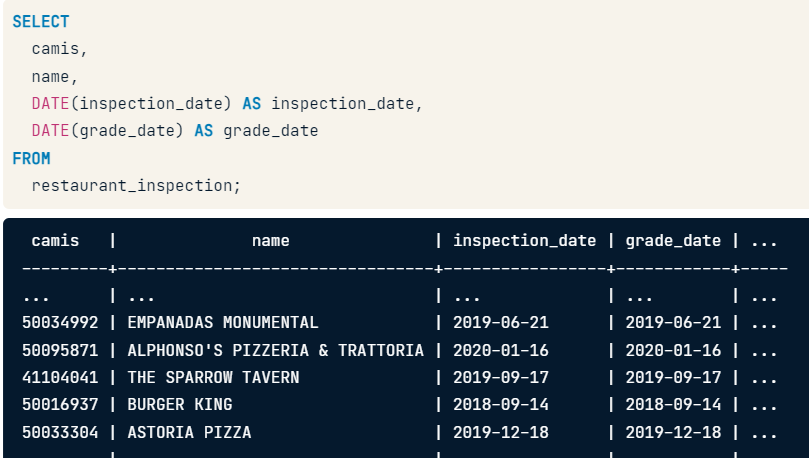 SELECT
  camis,
  name,
  DATE(inspection_date) AS inspection_date,
  DATE(grade_date) AS grade_date
FROM
  restaurant_inspection;
  camis   |              name               | inspection_date | grade_date | ...
---------+---------------------------------+-----------------+------------+-----
 ...      | ...                             | ...             | ...        | ...
 50034992 | EMPANADAS MONUMENTAL            | 2019-06-21      | 2019-06-21 | ...
 50095871 | ALPHONSO'S PIZZERIA & TRATTORIA | 2020-01-16      | 2020-01-16 | ...
 41104041 | THE SPARROW TAVERN              | 2019-09-17      | 2019-09-17 | ...
 50016937 | BURGER KING                     | 2018-09-14      | 2018-09-14 | ...
 50033304 | ASTORIA PIZZA                   | 2019-12-18      | 2019-12-18 | ...